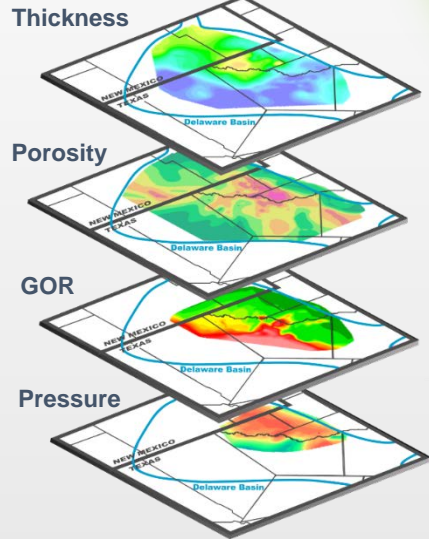 Thickness
NEW MEXICO
TEXAS
Delaware Basin
Porosity
NEW MEXICO
TEXAS
Delaware Basin
GOR
NEW MEXICO
TEXAS
Delaware Basin
Pressure
NEW MEXICO
TEXAS
Delaware Basin